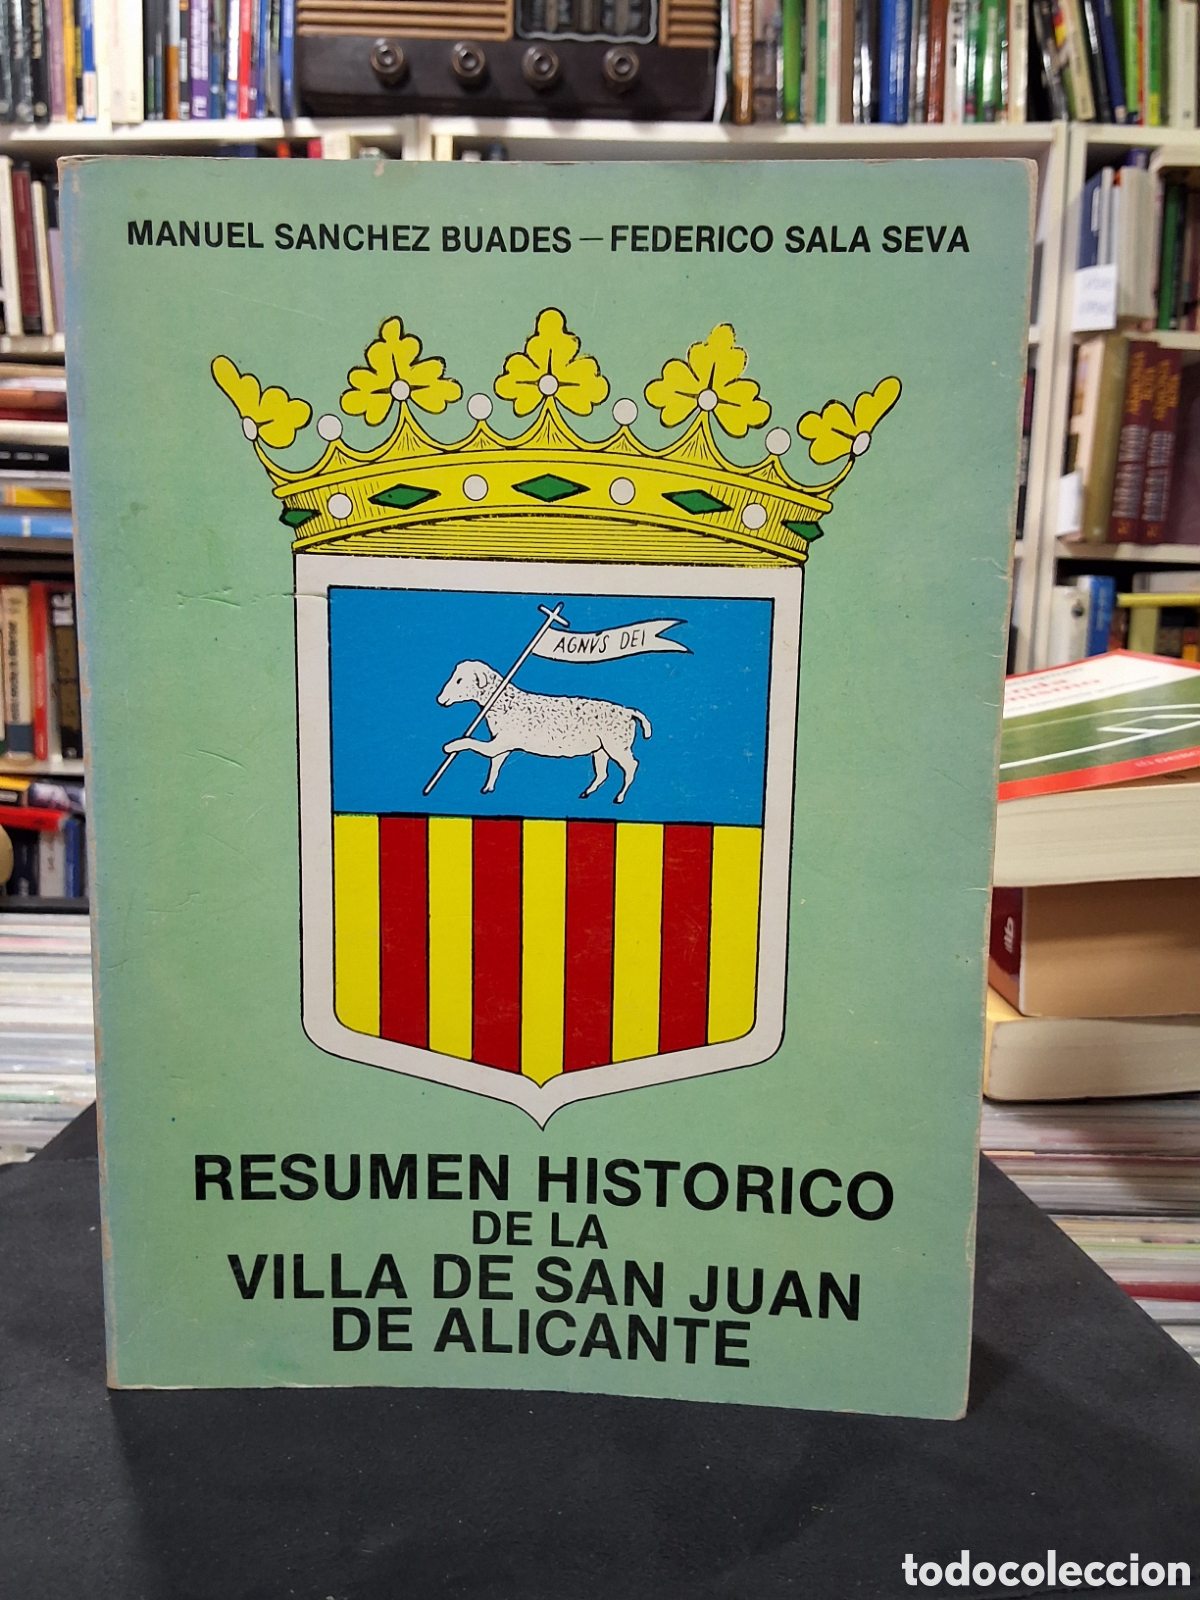 MANUEL SANCHEZ BUADES – FEDERICO SALA SEVA
AGNVS DEI
RESUMEN HISTORICO
DE LA
VILLA DE SAN JUAN
DE ALICANTE
todocoleccion